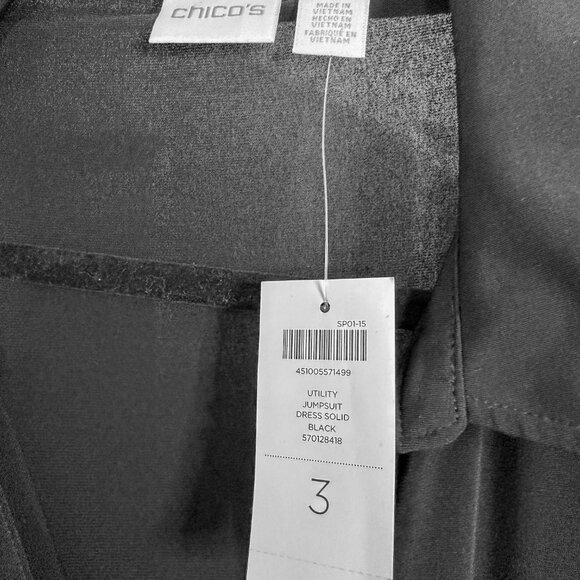 chico's
MADE IN
VIETNAM
HECHO EN
VIETNAM
FABRIQUÉ EN
VIETNAM
SP01-15
451005571499
UTILITY
JUMPSUIT
DRESS SOLID
BLACK
570128418
3